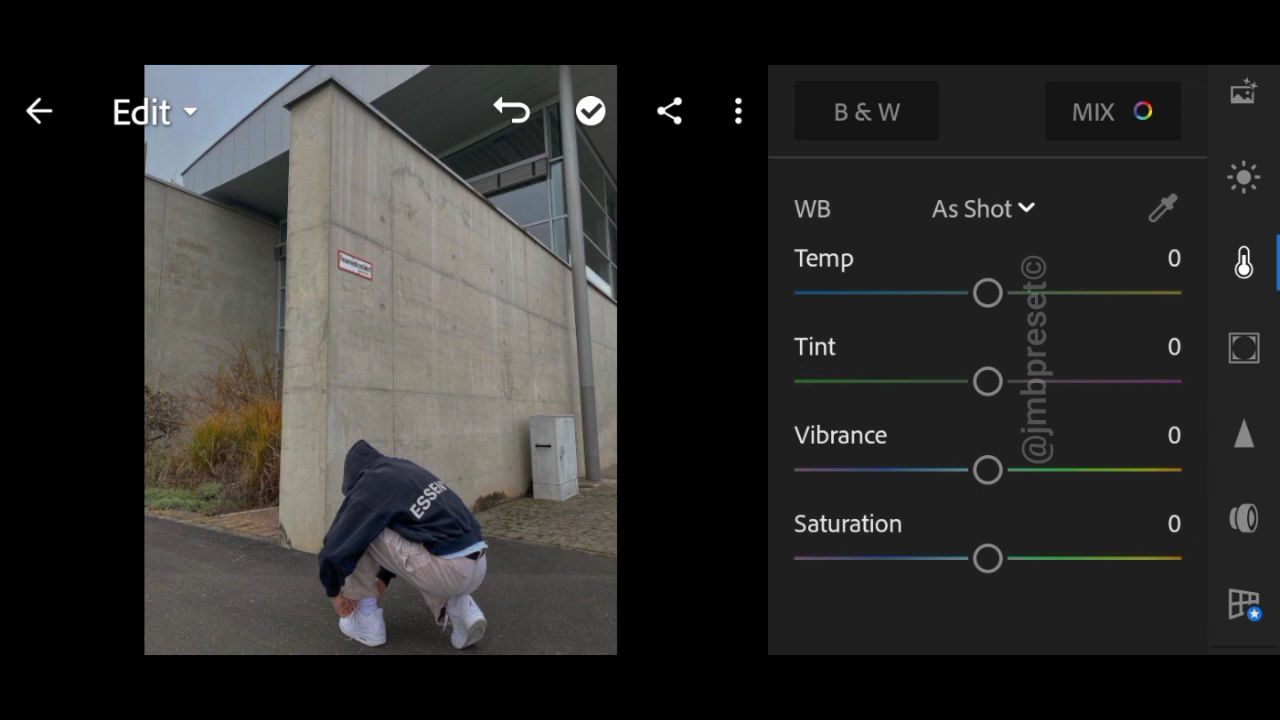 Edit
B & W
MIX
WB
As Shot
Temp
0
Tint
0
Vibrance
0
Saturation
0
@jmbpreset©
ESSEN